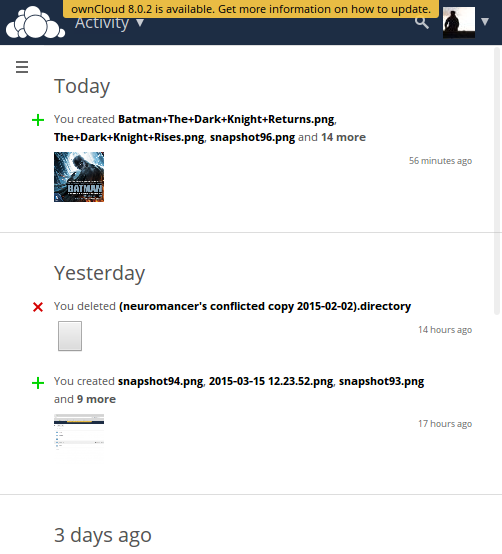 ownCloud 8.0.2 is available. Get more information on how to update.
Activity
Today
You created Batman+The+Dark+Knight+Returns.png,
The+Dark+Knight+Rises.png, snapshot96.png and 14 more
BATMAN
56 minutes ago
Yesterday
You deleted (neuromancer's conflicted copy 2015-02-02).directory
14 hours ago
You created snapshot94.png, 2015-03-15 12.23.52.png, snapshot93.png
and 9 more
17 hours ago
3 days ago